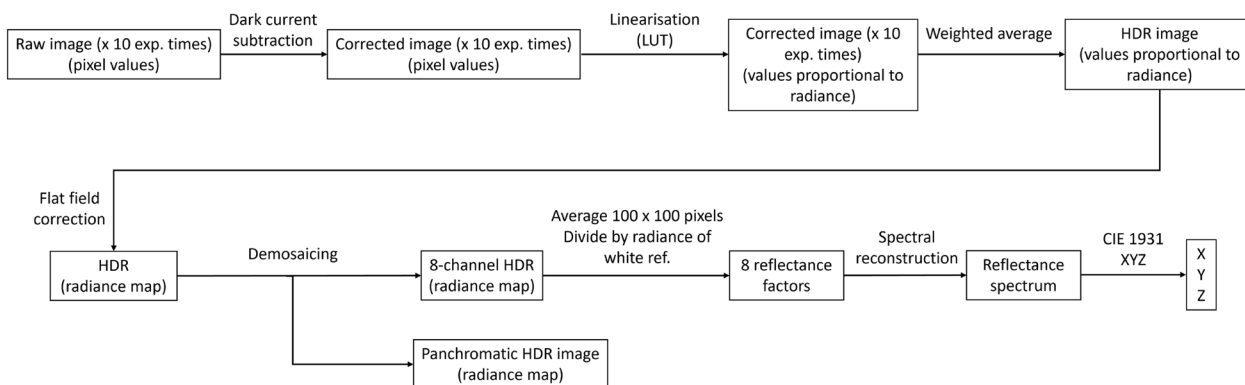 Raw image (x 10 exp. times)
(pixel values)
Dark current
subtraction
Corrected image (x 10 exp. times)
(pixel values)
Linearisation
(LUT)
Corrected image (x 10
exp. times)
(values proportional to
radiance)
Weighted average
HDR image
(values proportional to
radiance)
Flat field
correction
HDR
(radiance map)
Demosaicing
8-channel HDR
(radiance map)
Panchromatic HDR image
(radiance map)
Average 100 x 100 pixels
Divide by radiance of
white ref.
8 reflectance
factors
Spectral
reconstruction
Reflectance
spectrum
CIE 1931
XYZ
X
Y
Z